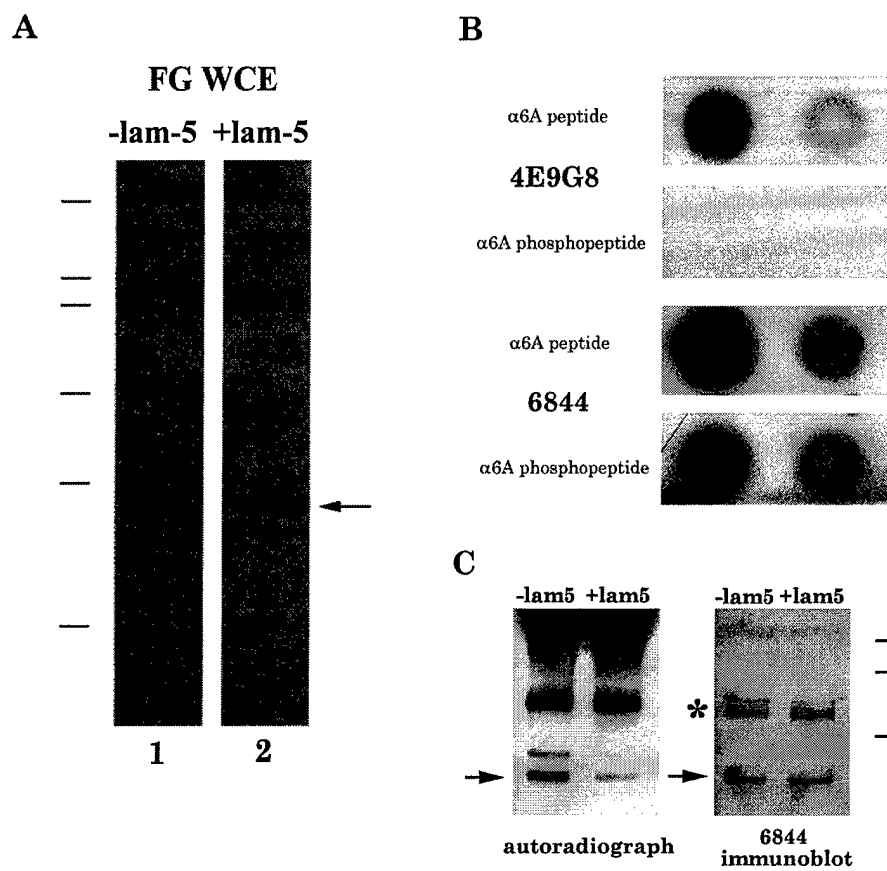 A
FG WCE
-lam-5 +lam-5
1 2
B
α6A peptide
4E9G8
α6A phosphopeptide
α6A peptide
6844
α6A phosphopeptide
C
-lam5 +lam5
-lam5 +lam5
*
autoradiograph
6844
immunoblot